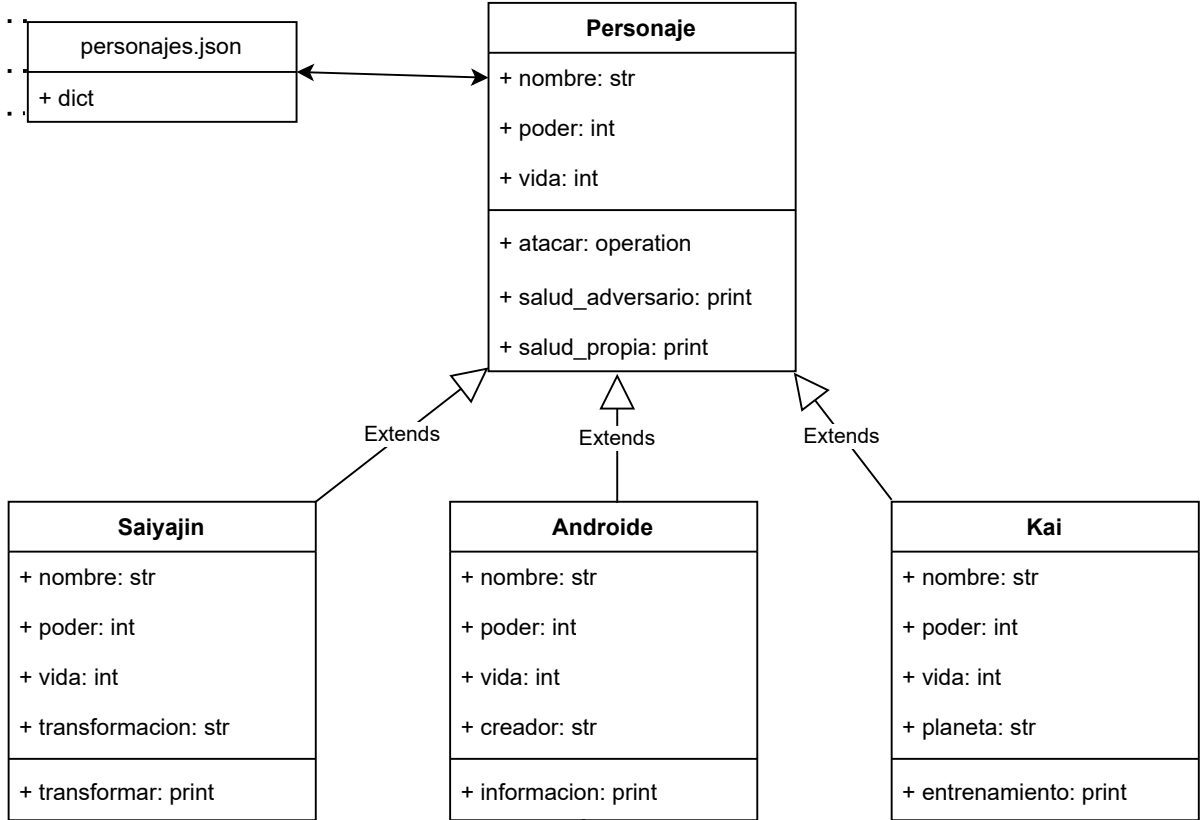 personajes.json
+ dict
Personaje
+ nombre: str
+ poder: int
+ vida: int
+ atacar: operation
+ salud_adversario: print
+ salud_propia: print
Extends
Extends
Extends
Saiyajin
+ nombre: str
+ poder: int
+ vida: int
+ transformacion: str
+ transformar: print
Androide
+ nombre: str
+ poder: int
+ vida: int
+ creador: str
+ informacion: print
Kai
+ nombre: str
+ poder: int
+ vida: int
+ planeta: str
+ entrenamiento: print